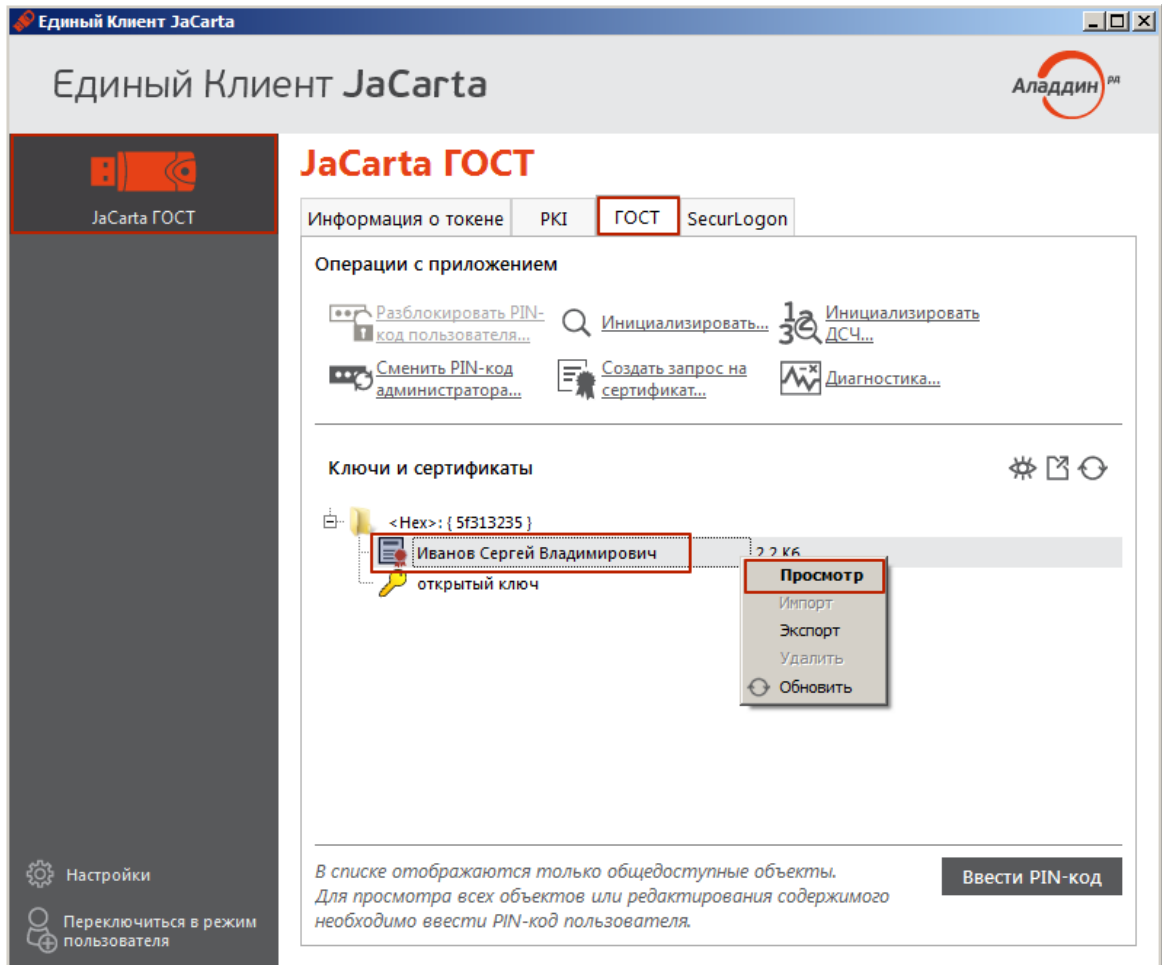 Единый Клиент JaCarta
Единый Клиент JaCarta
Аладдин РД
JaCarta ГОСТ
JaCarta ГОСТ
Информация о токене PKI ГОСТ SecurLogon
Операции с приложением
Разблокировать PIN-
код пользователя...
Инициализировать...
Инициализировать
ДСЧ...
Сменить PIN-код
администратора...
Создать запрос на
сертификат...
Диагностика...
Ключи и сертификаты
<Hex>: { 5f313235 }
Иванов Сергей Владимирович 2.2 Кб
открытый ключ
Просмотр
Импорт
Экспорт
Удалить
Обновить
В списке отображаются только общедоступные объекты.
Для просмотра всех объектов или редактирования содержимого
необходимо ввести PIN-код пользователя.
Ввести PIN-код
Настройки
Переключиться в режим
пользователя